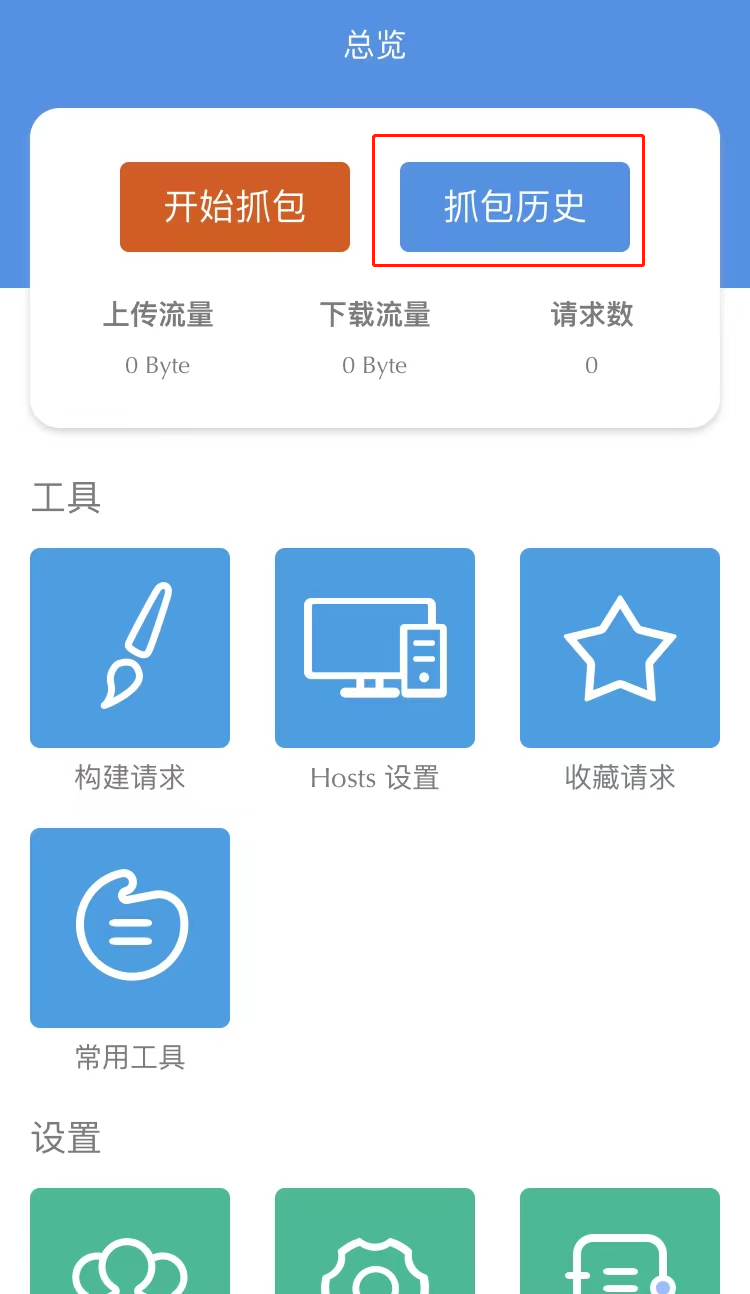 总览
开始抓包 抓包历史
上传流量 下载流量 请求数
0 Byte 0 Byte 0
工具
构建请求 Hosts 设置 收藏请求
常用工具
设置